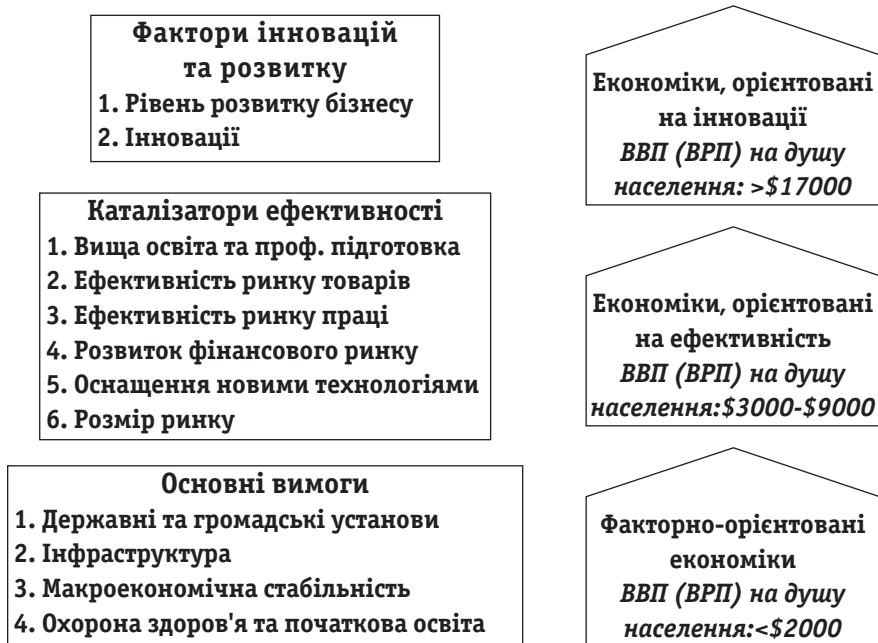 Фактори інновацій
та розвитку
1. Рівень розвитку бізнесу
2. Інновації
Економіки, орієнтовані
на інновації
ВВП (ВРП) на душу
населення: >$17000
Каталізатори ефективності
1. Вища освіта та проф. підготовка
2. Ефективність ринку товарів
3. Ефективність ринку праці
4. Розвиток фінансового ринку
5. Оснащення новими технологіями
6. Розмір ринку
Економіки, орієнтовані
на ефективність
ВВП (ВРП) на душу
населення:$3000-$9000
Основні вимоги
1. Державні та громадські установи
2. Інфраструктура
3. Макроекономічна стабільність
4. Охорона здоров'я та початкова освіта
Факторно-орієнтовані
економіки
ВВП (ВРП) на душу
населення:<$2000